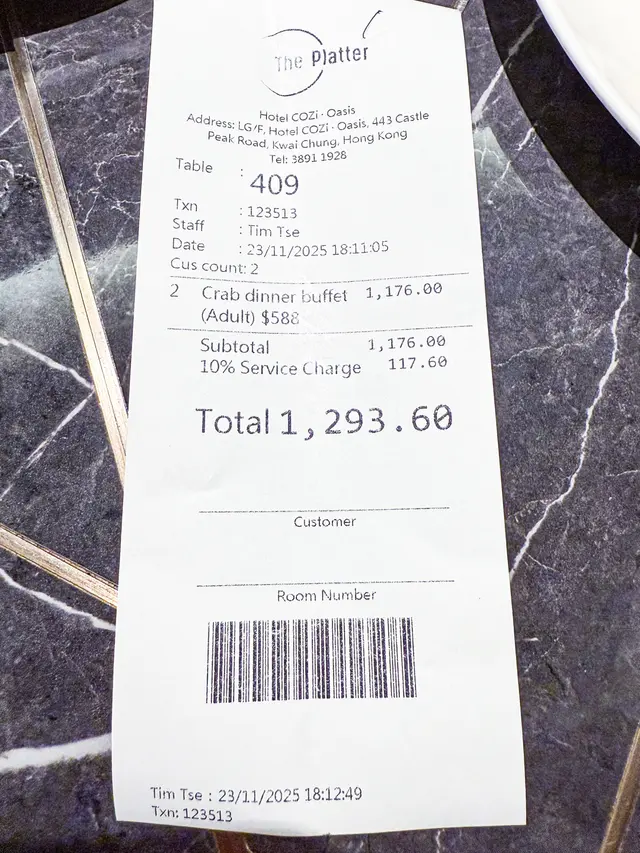 The Platter
Hotel COZi · Oasis
Address: LG/F, Hotel COZi · Oasis, 443 Castle
Peak Road, Kwai Chung, Hong Kong
Tel: 3891 1928
Table : 409
Txn : 123513
Staff : Tim Tse
Date : 23/11/2025 18:11:05
Cus count: 2
2 Crab dinner buffet 1,176.00
(Adult) $588
Subtotal 1,176.00
10% Service Charge 117.60
Total 1,293.60
Customer
Room Number
Tim Tse : 23/11/2025 18:12:49
Txn: 123513